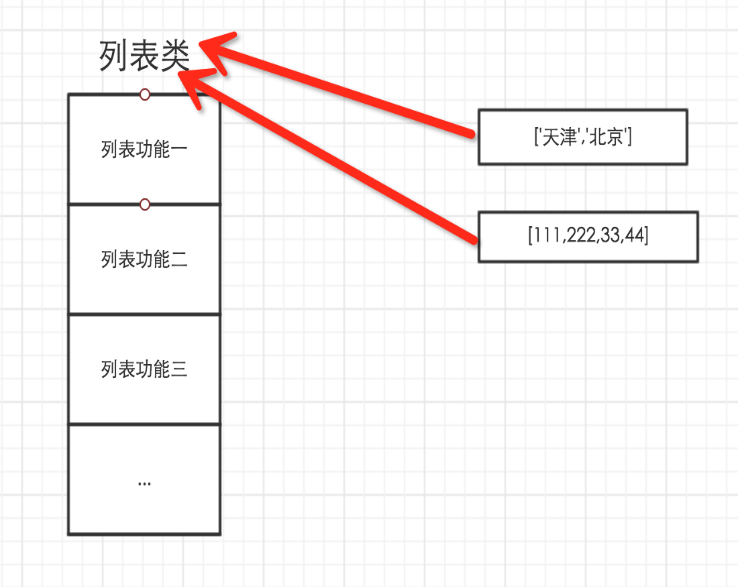 列表类
列表功能一
列表功能二
列表功能三
...
['天津','北京']
[111,222,33,44]